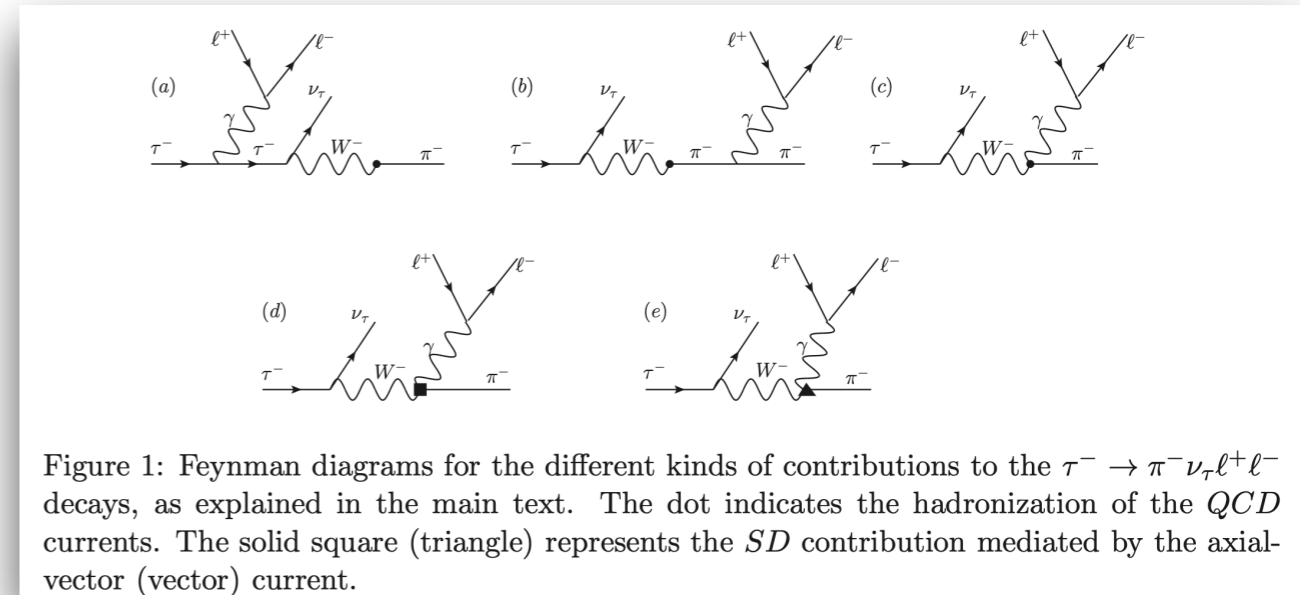 ℓ+ ℓ− ℓ+ ℓ− ℓ+ ℓ−
(a) ντ (b) ντ (c) ντ
γ γ γ
τ− τ− W− π− τ− W− π− π− τ− W− π−
ℓ+ ℓ− ℓ+ ℓ−
(d) ντ (e) ντ
γ γ
τ− W− π− τ− W− π−
Figure 1: Feynman diagrams for the different kinds of contributions to the τ− → π−ντℓ+ℓ−
decays, as explained in the main text. The dot indicates the hadronization of the QCD
currents. The solid square (triangle) represents the SD contribution mediated by the axial-
vector (vector) current.